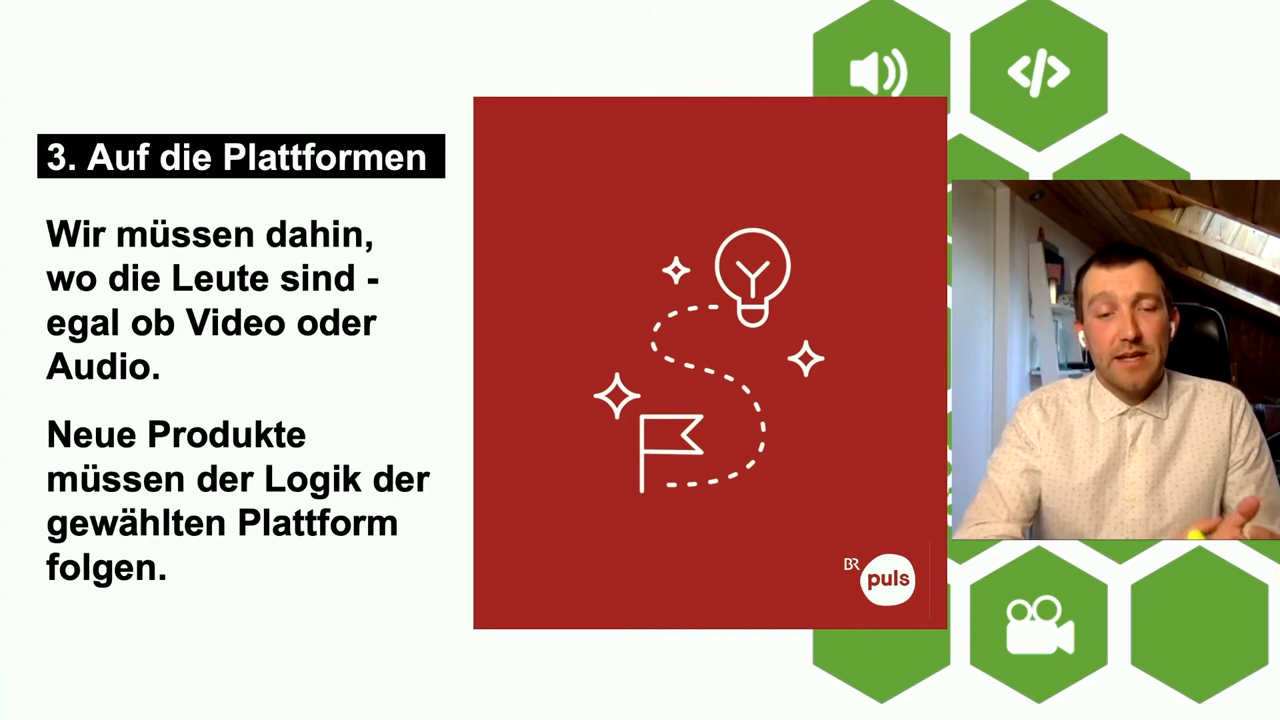 3. Auf die Plattformen
Wir müssen dahin,
wo die Leute sind -
egal ob Video oder
Audio.
Neue Produkte
müssen der Logik der
gewählten Plattform
folgen.
BR
puls